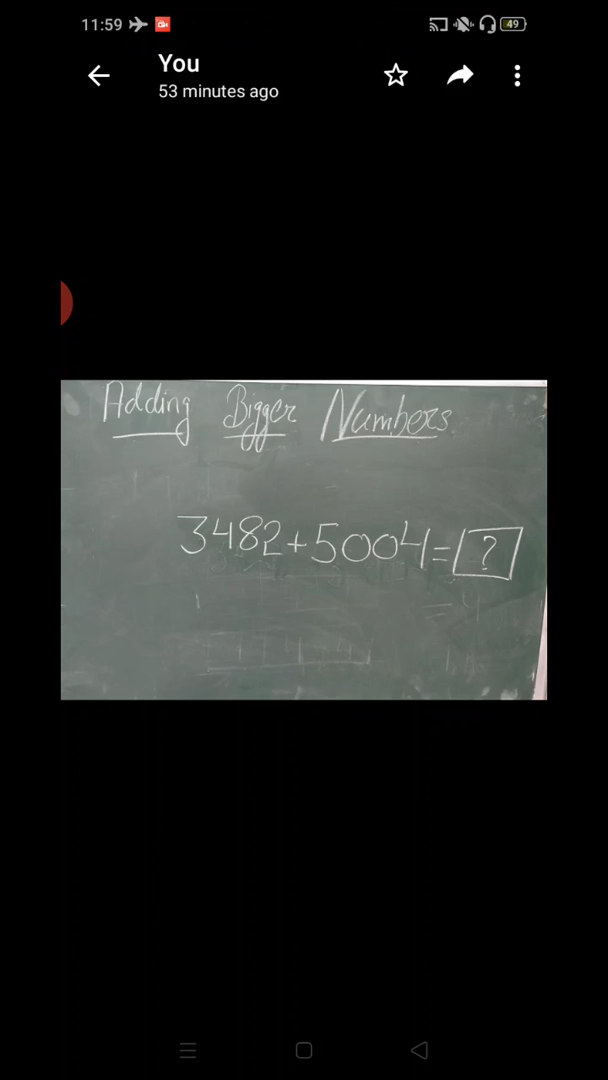 11:59
49
You
53 minutes ago
Adding Bigger Numbers
3482+5004=?